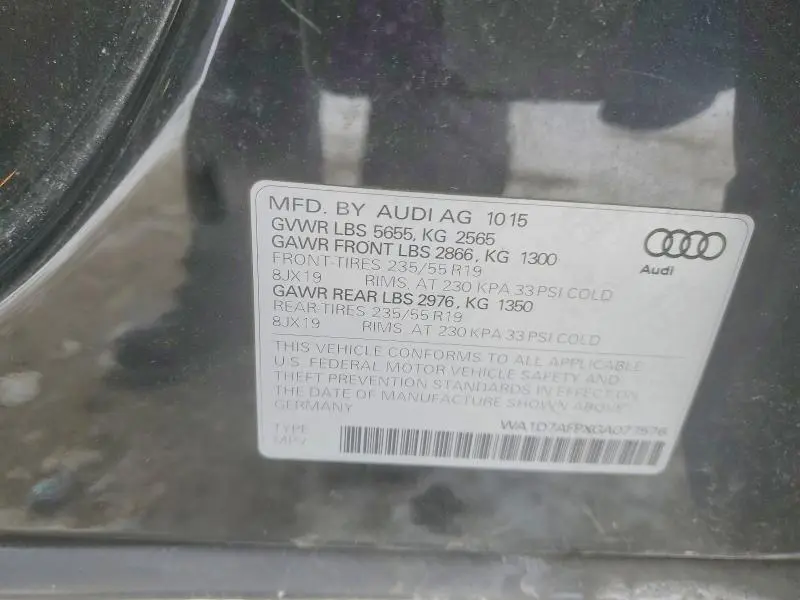 MFD. BY AUDI AG 1015
GVWR LBS 5655, KG 2565
GAWR FRONT LBS 2866, KG 1300
FRONT-TIRES 235/55 R19
8JX19 RIMS, AT 230 KPA 33 PSI COLD
GAWR REAR LBS 2976, KG 1350
REAR-TIRES 235/55 R19
8JX19 RIMS, AT 230 KPA 33 PSI COLD
Audi
THIS VEHICLE CONFORMS TO ALL APPLICABLE
U.S. FEDERAL MOTOR VEHICLE SAFETY AND
THEFT PREVENTION STANDARDS IN EFFECT ON
THE DATE OF MANUFACTURE SHOWN ABOVE
GERMANY
TYPE
MPV